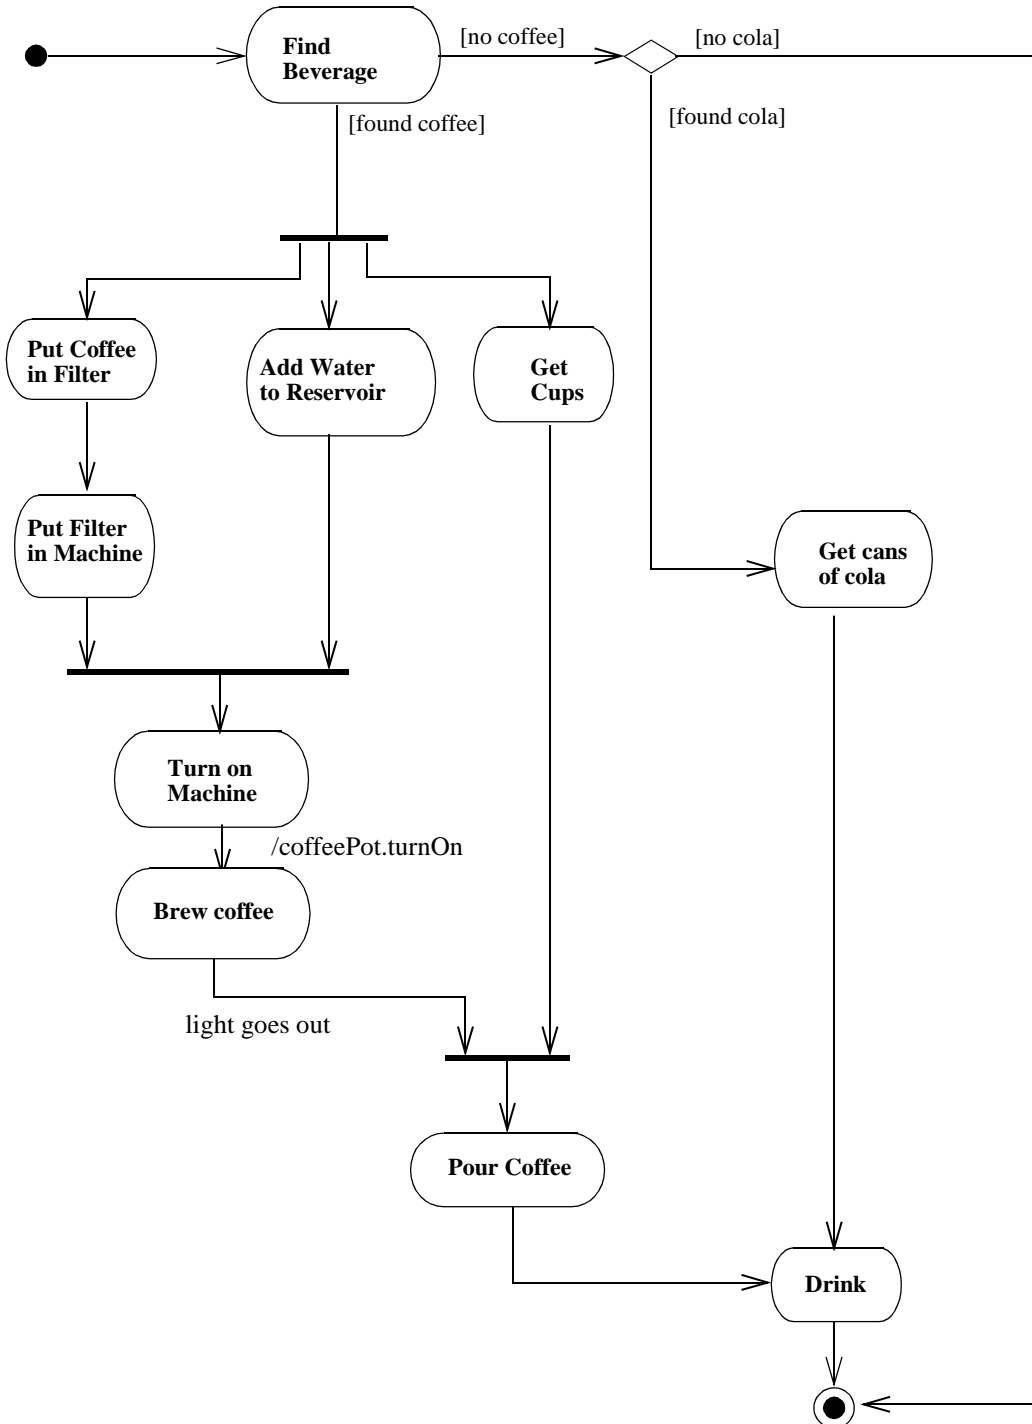 Find
Beverage
[no coffee]
[no cola]
[found coffee]
[found cola]
Put Coffee
in Filter
Add Water
to Reservoir
Get
Cups
Put Filter
in Machine
Get cans
of cola
Turn on
Machine
/coffeePot.turnOn
Brew coffee
light goes out
Pour Coffee
Drink